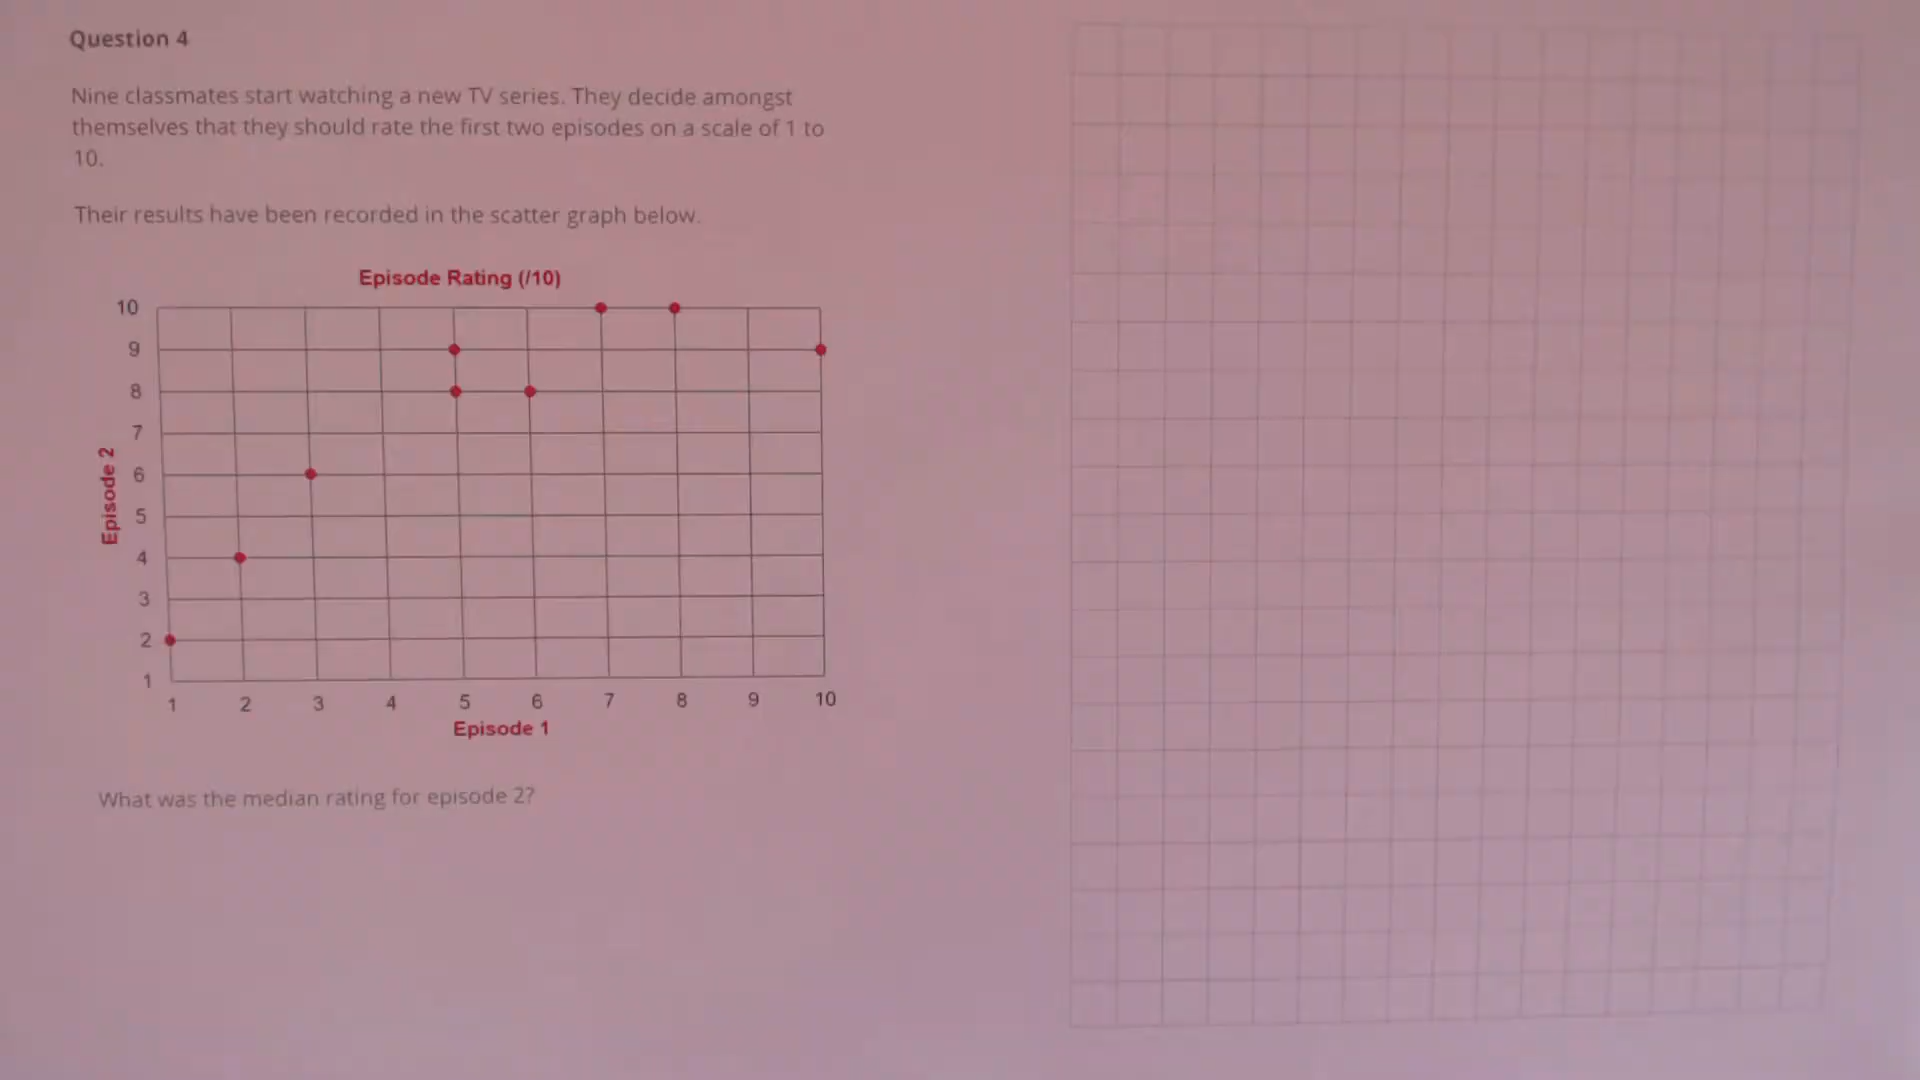 Question 4
Nine classmates start watching a new TV series. They decide amongst
themselves that they should rate the first two episodes on a scale of 1 to
10.
Their results have been recorded in the scatter graph below.
Episode Rating (/10)
10
9
8
7
6
5
4
3
2
1
Episode 2
1 2 3 4 5 6 7 8 9 10
Episode 1
What was the median rating for episode 2?